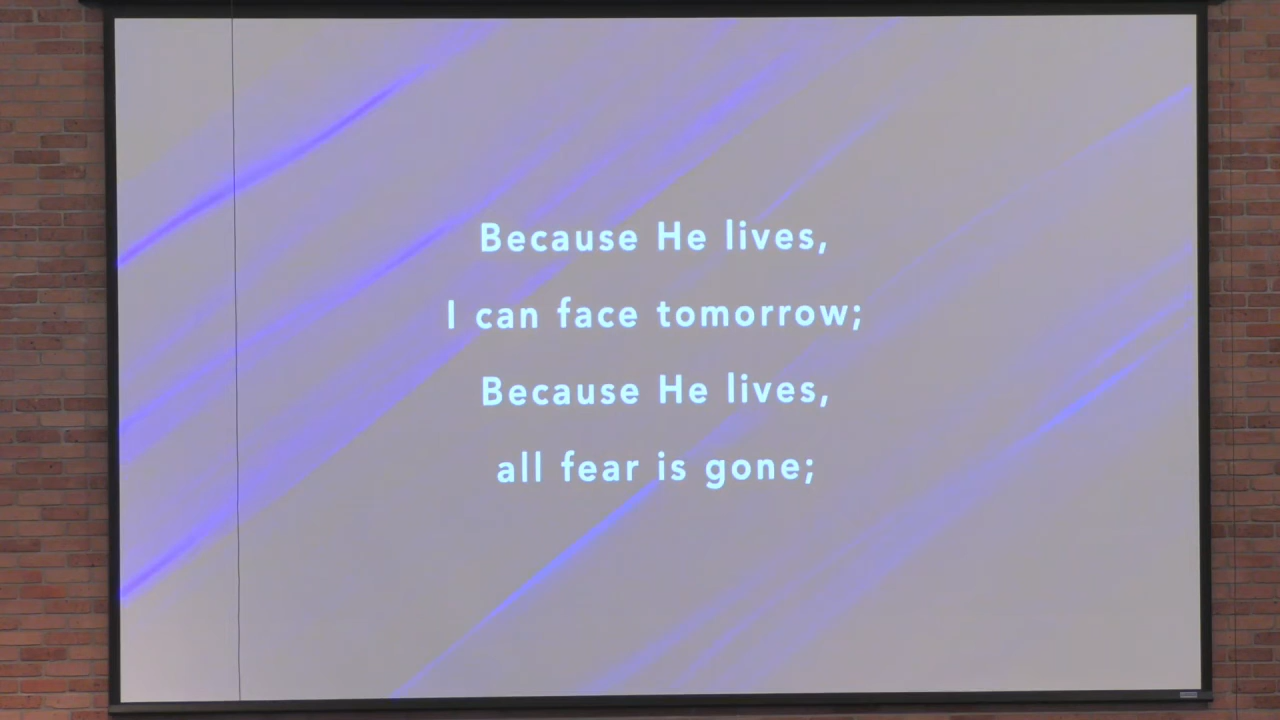 Because He lives,
I can face tomorrow;
Because He lives,
all fear is gone;